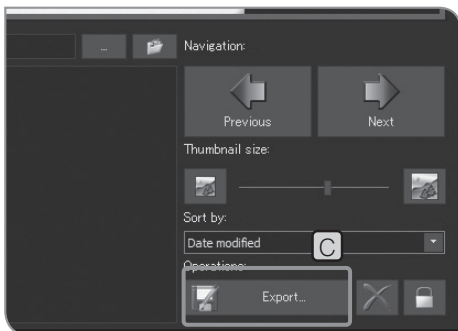 ...
Navigation:
Previous
Next
Thumbnail size:
Sort by:
Date modified
C
Operations:
Export...